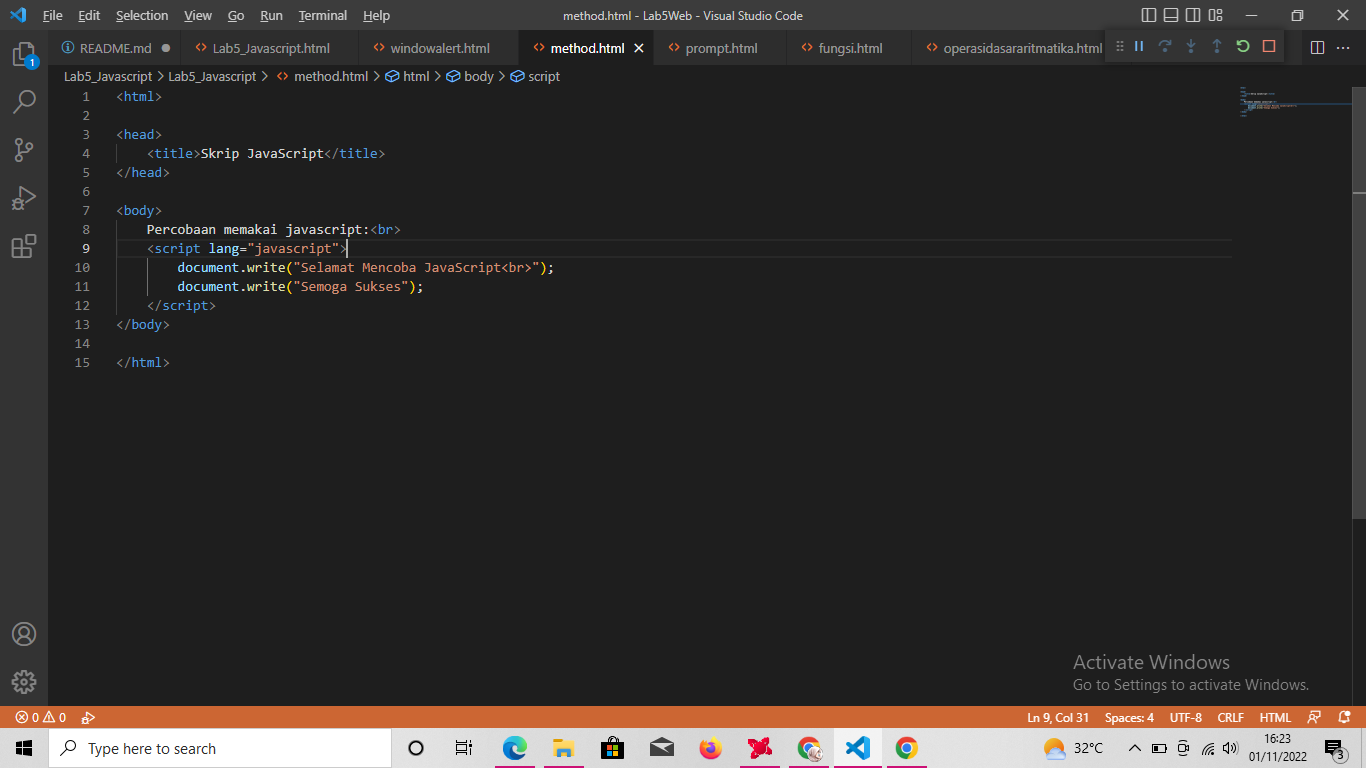 File Edit Selection View Go Run Terminal Help method.html - Lab5Web - Visual Studio Code
README.md Lab5_Javascript.html windowalert.html method.html prompt.html fungsi.html operasidasararitmatika.html
Lab5_Javascript > Lab5_Javascript > method.html > html > body > script
1 <html>
2
3 <head>
4 <title>Skrip JavaScript</title>
5 </head>
6
7 <body>
8 Percobaan memakai javascript:<br>
9 <script lang="javascript">
10 document.write("Selamat Mencoba JavaScript<br>");
11 document.write("Semoga Sukses");
12 </script>
13 </body>
14
15 </html>
1
Activate Windows
Go to Settings to activate Windows.
0 0 Ln 9, Col 31 Spaces: 4 UTF-8 CRLF HTML
Type here to search 32°C 16:23
01/11/2022 3